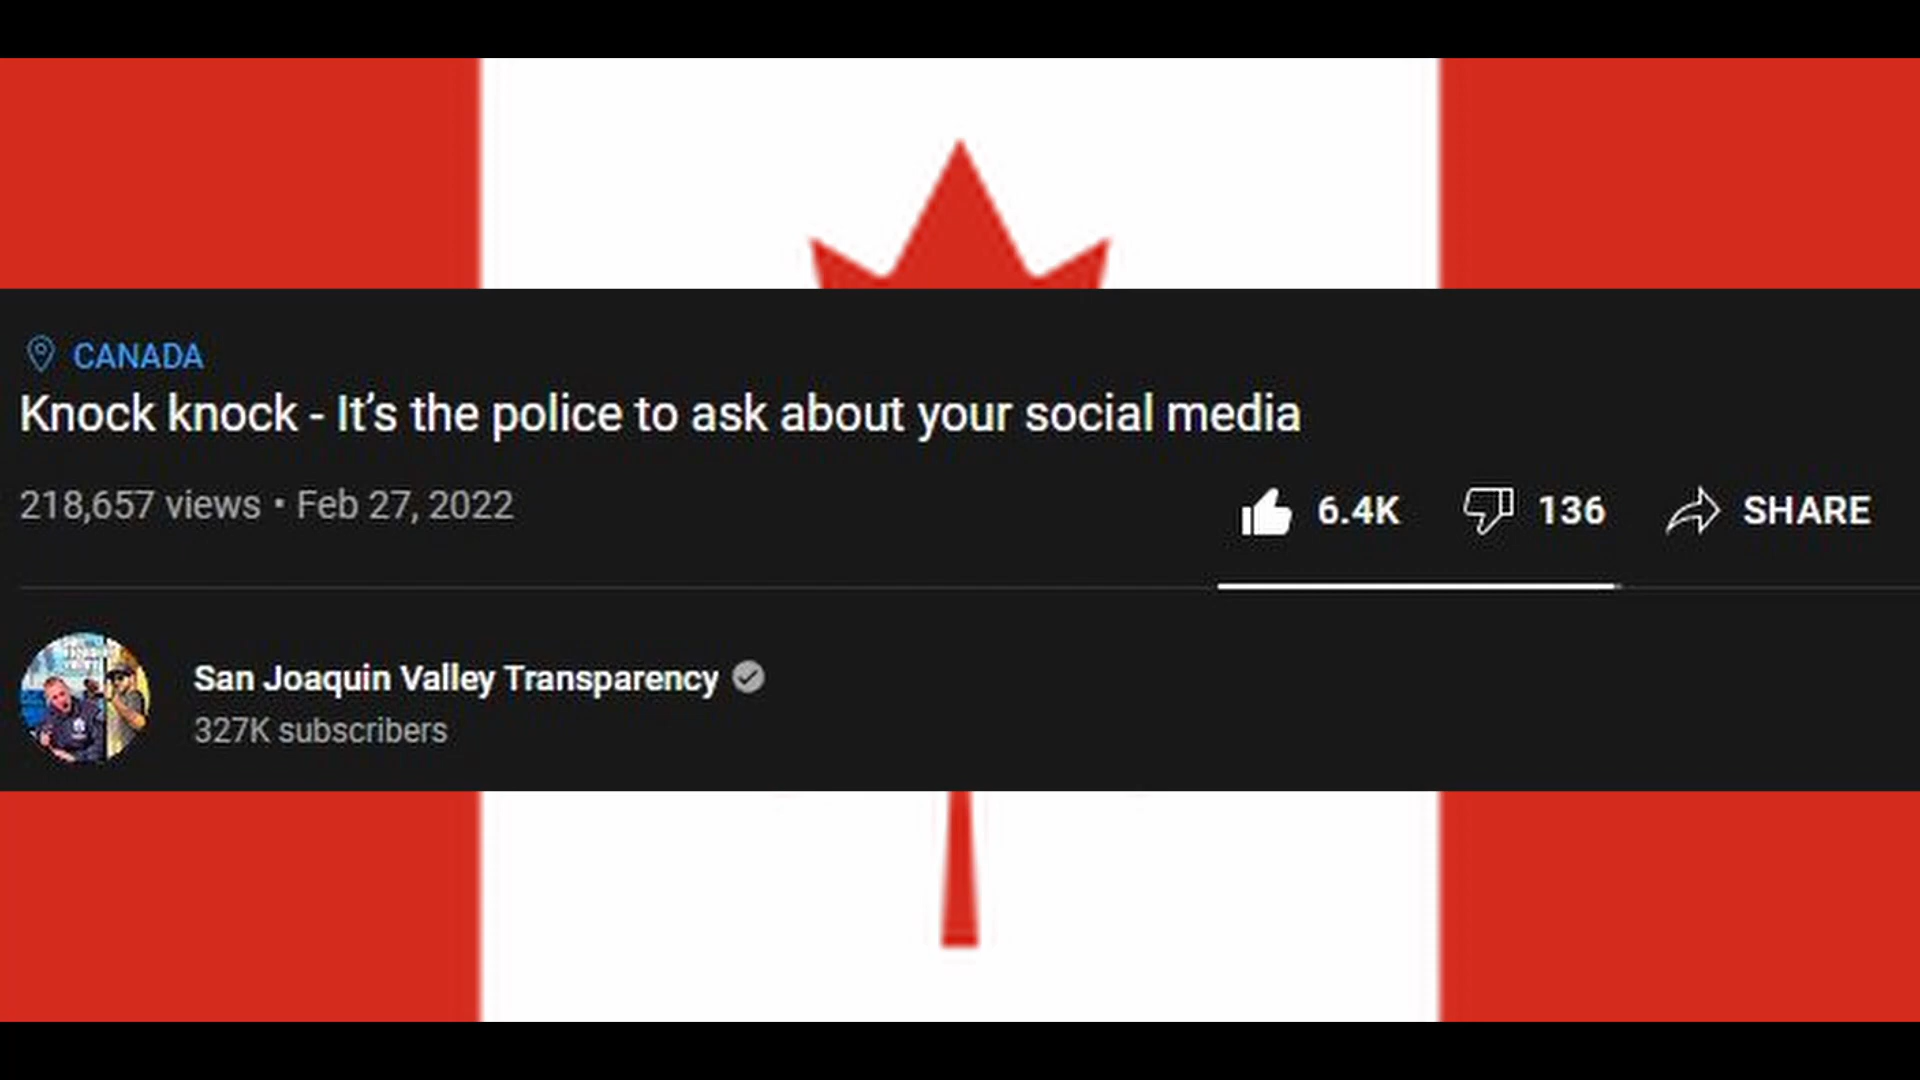 CANADA
Knock knock - It’s the police to ask about your social media
218,657 views • Feb 27, 2022
6.4K 136 SHARE
San Joaquin Valley Transparency
327K subscribers